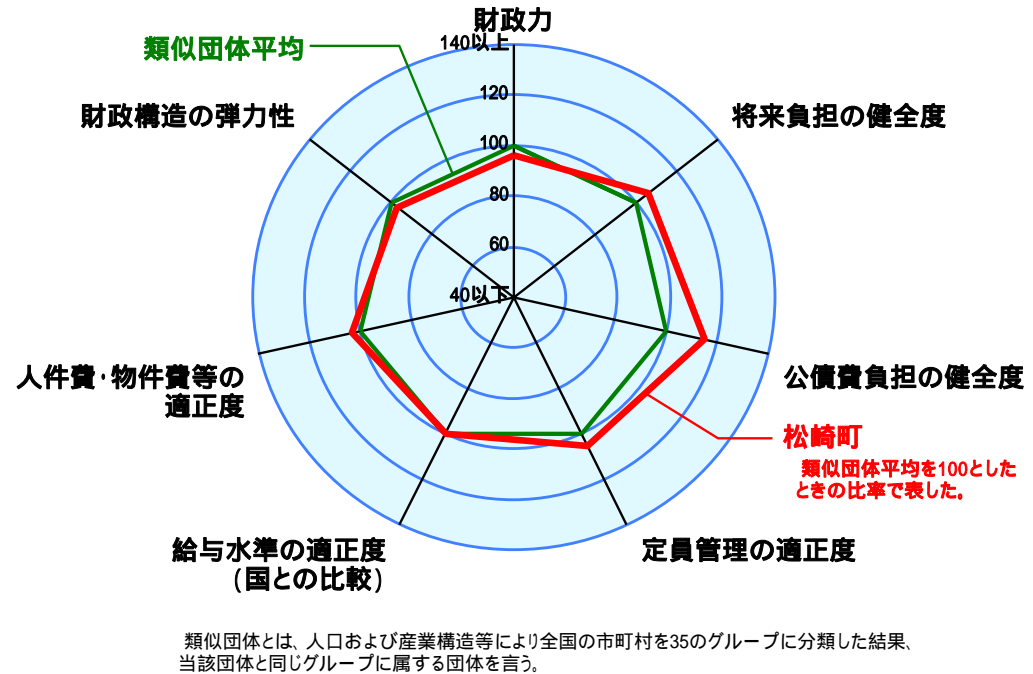 財政力
140以上
類似団体平均
120
財政構造の弾力性
将来負担の健全度
100
80
60
40以下
人件費・物件費等の
適正度
公債費負担の健全度
松崎町
類似団体平均を100とした
ときの比率で表した。
給与水準の適正度
(国との比較)
定員管理の適正度
類似団体とは、人口および産業構造等により全国の市町村を35のグループに分類した結果、
当該団体と同じグループに属する団体を言う。